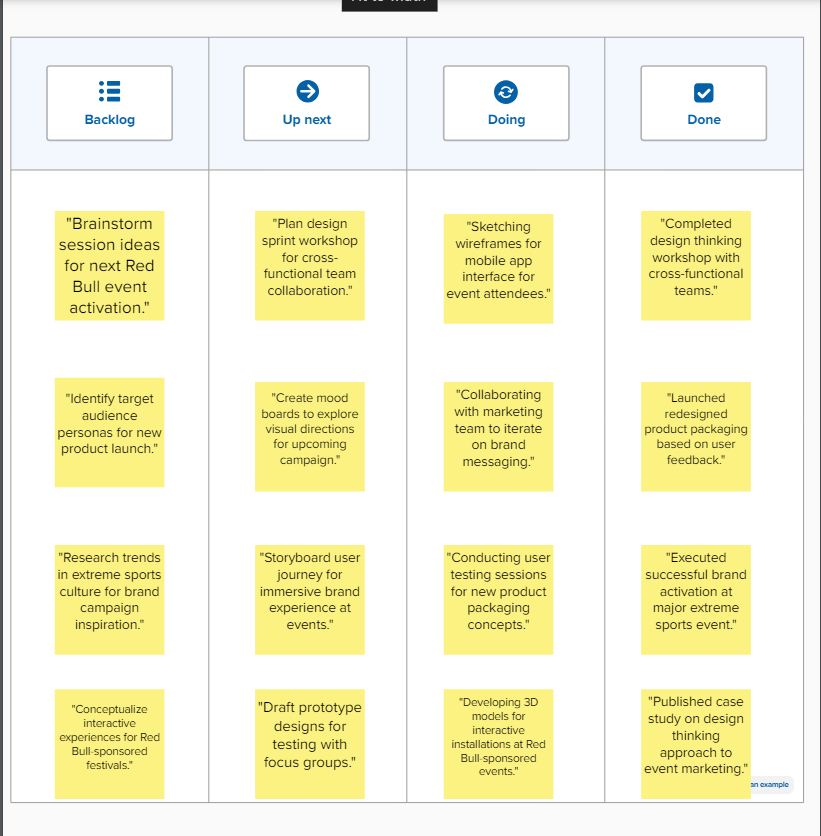 Backlog
Up next
Doing
Done
"Brainstorm
session ideas
for next Red
Bull event
activation."
"Plan design
sprint workshop
for cross-
functional team
collaboration."
"Sketching
wireframes for
mobile app
interface for
event attendees."
"Completed
design thinking
workshop with
cross-functional
teams."
"Identify target
audience
personas for new
product launch."
"Create mood
boards to explore
visual directions
for upcoming
campaign."
"Collaborating
with marketing
team to iterate
on brand
messaging."
"Launched
redesigned
product packaging
based on user
feedback."
"Research trends
in extreme sports
culture for brand
campaign
inspiration."
"Storyboard user
journey for
immersive brand
experience at
events."
"Conducting user
testing sessions
for new product
packaging
concepts."
"Executed
successful brand
activation at
major extreme
sports event."
"Conceptualize
interactive
experiences for Red
Bull-sponsored
festivals."
"Draft prototype
designs for
testing with
focus groups."
"Developing 3D
models for
interactive
installations at Red
Bull-sponsored
events."
"Published case
study on design
thinking
approach to
event marketing."
an example